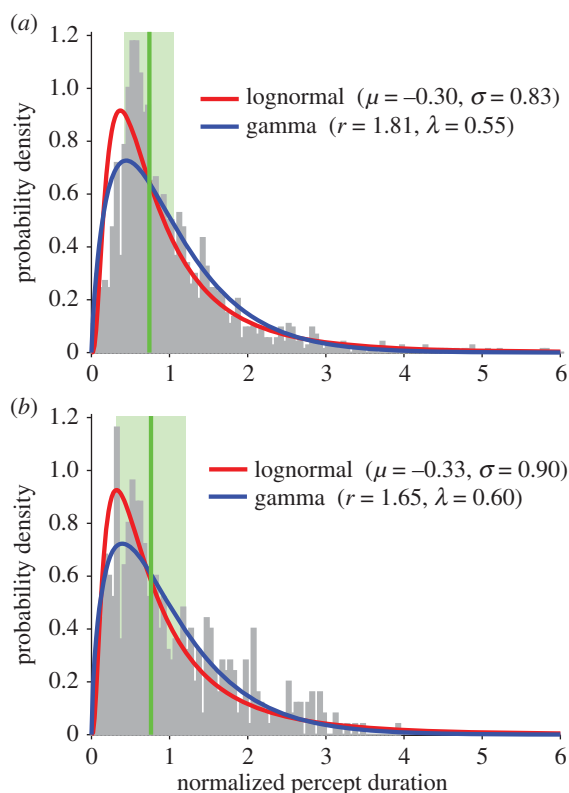 (a)
1.2
1.0
0.8
0.6
0.4
0.2
0
probability density
lognormal (μ = –0.30, σ = 0.83)
gamma (r = 1.81, λ = 0.55)
0 1 2 3 4 5 6
(b)
1.2
1.0
0.8
0.6
0.4
0.2
0
probability density
lognormal (μ = –0.33, σ = 0.90)
gamma (r = 1.65, λ = 0.60)
0 1 2 3 4 5 6
normalized percept duration